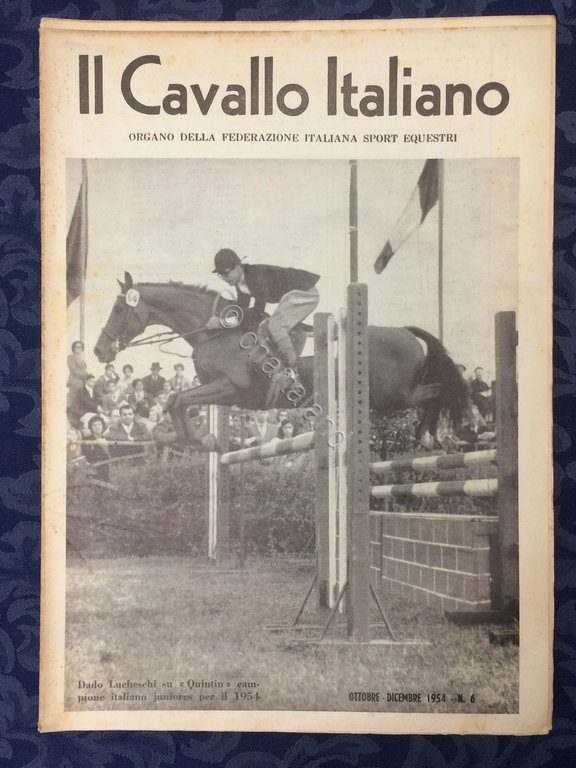 Il Cavallo Italiano
ORGANO DELLA FEDERAZIONE ITALIANA SPORT EQUESTRI
Dado Lucheschi su « Quintin » cam-
pione italiano juniores per il 1954
OTTOBRE - DICEMBRE 1954 - N. 6